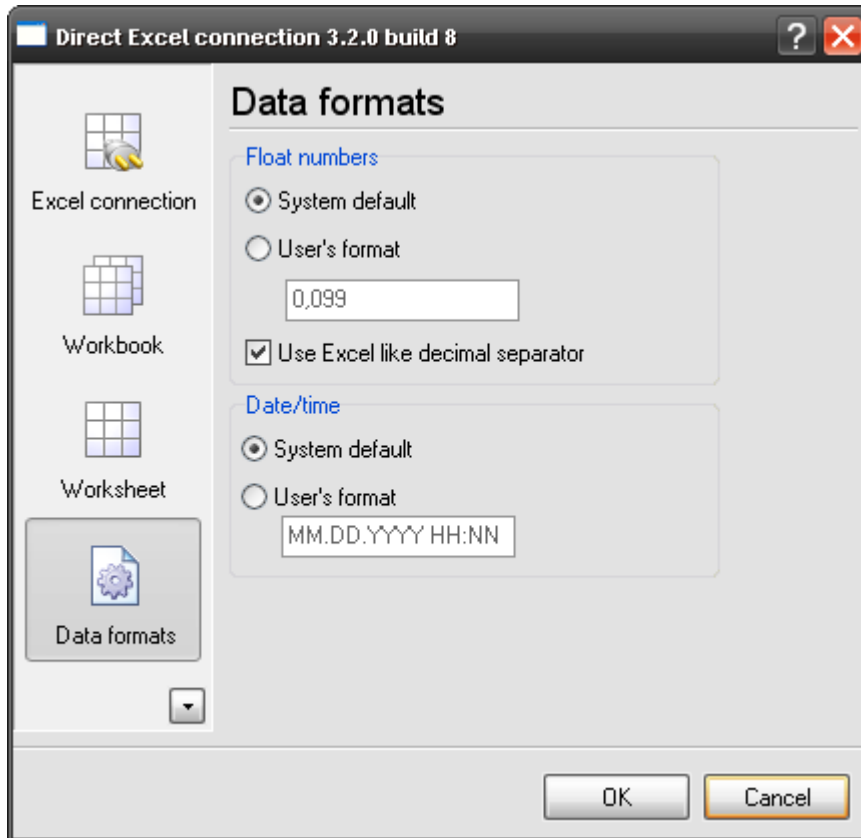 Direct Excel connection 3.2.0 build 8
?
Excel connection
Workbook
Worksheet
Data formats
Data formats
Float numbers
System default
User's format
0,099
Use Excel like decimal separator
Date/time
System default
User's format
MM.DD.YYYY HH:NN
OK
Cancel